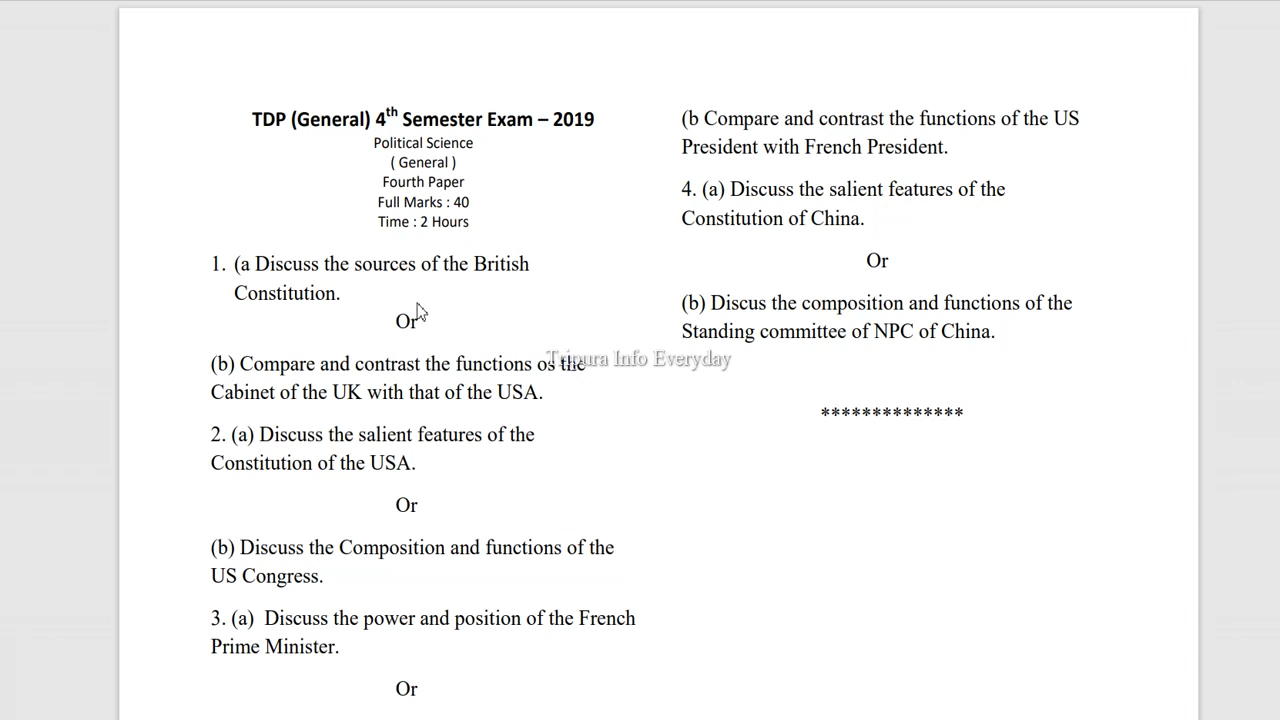 TDP (General) 4th Semester Exam – 2019
Political Science
( General )
Fourth Paper
Full Marks : 40
Time : 2 Hours
1. (a Discuss the sources of the British
Constitution.
Or
(b) Compare and contrast the functions os the
Cabinet of the UK with that of the USA.
2. (a) Discuss the salient features of the
Constitution of the USA.
Or
(b) Discuss the Composition and functions of the
US Congress.
3. (a) Discuss the power and position of the French
Prime Minister.
Or
(b Compare and contrast the functions of the US
President with French President.
4. (a) Discuss the salient features of the
Constitution of China.
Or
(b) Discus the composition and functions of the
Standing committee of NPC of China.
**************
Tripura Info Everyday